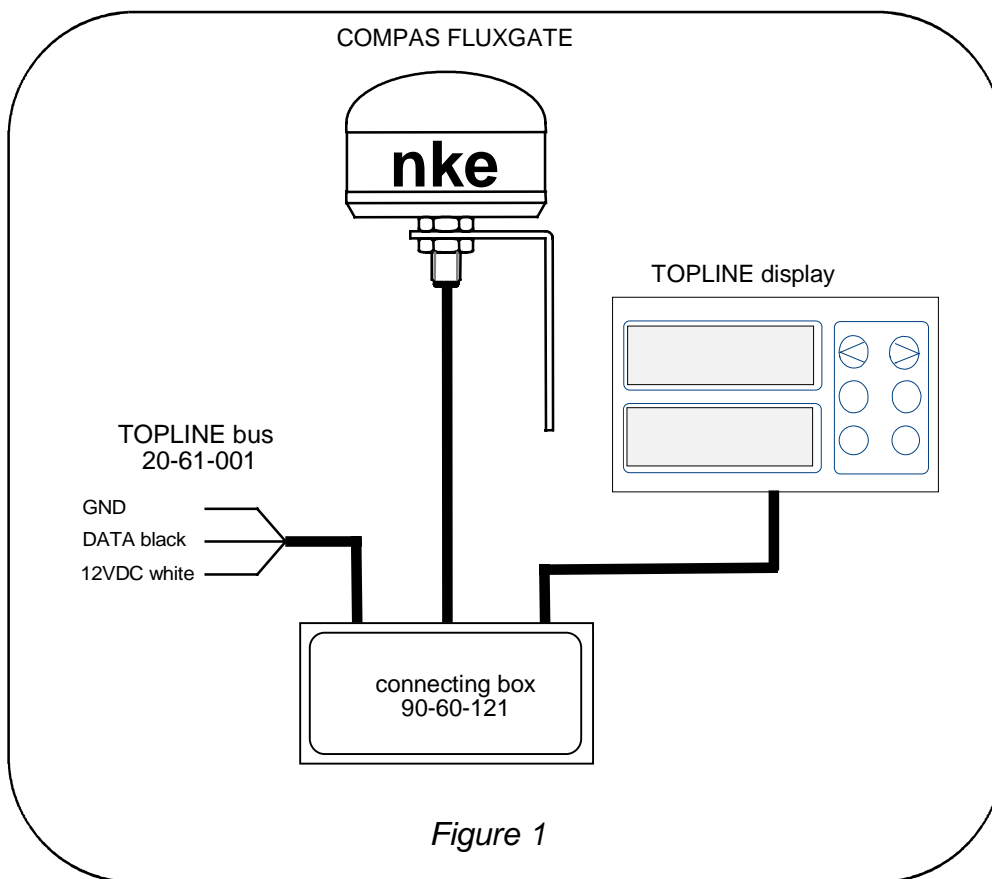 COMPAS FLUXGATE
nke
TOPLINE display
TOPLINE bus
20-61-001
GND
DATA black
12VDC white
connecting box
90-60-121
Figure 1